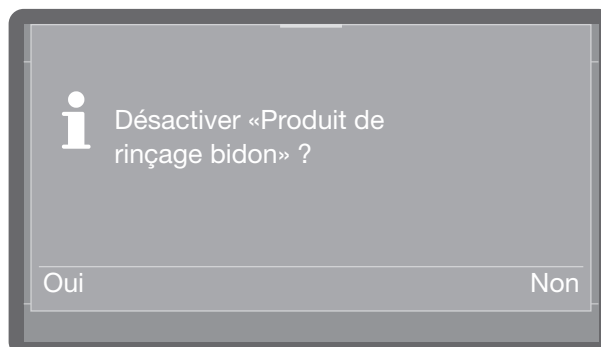 Désactiver «Produit de
rinçage bidon» ?
Oui Non